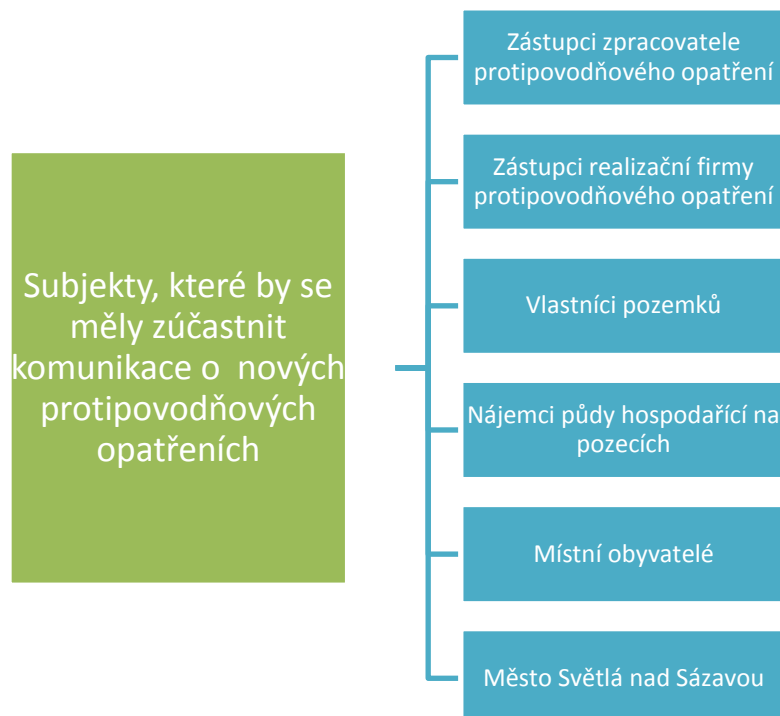 Subjekty, které by se
měly zúčastnit
komunikace o  nových
protipovodňových
opatřeních
Zástupci zpracovatele
protipovodňového opatření
Zástupci realizační firmy
protipovodňového opatření
Vlastníci pozemků
Nájemci půdy hospodařící na
pozecích
Místní obyvatelé
Město Světlá nad Sázavou